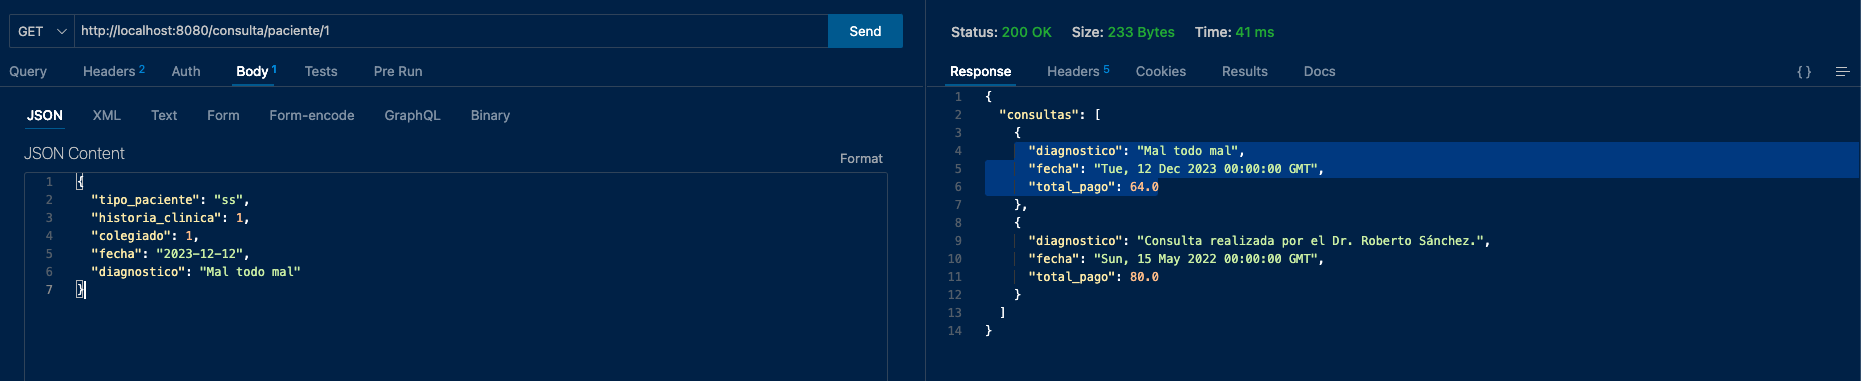 GET http://localhost:8080/consulta/paciente/1 Send
Query Headers 2 Auth Body 1 Tests Pre Run
JSON XML Text Form Form-encode GraphQL Binary
JSON Content Format
1 {
2 "tipo_paciente": "ss",
3 "historia_clinica": 1,
4 "colegiado": 1,
5 "fecha": "2023-12-12",
6 "diagnostico": "Mal todo mal"
7 }
Status: 200 OK Size: 233 Bytes Time: 41 ms
Response Headers 5 Cookies Results Docs {}
1 {
2 "consultas": [
3 {
4 "diagnostico": "Mal todo mal",
5 "fecha": "Tue, 12 Dec 2023 00:00:00 GMT",
6 "total_pago": 64.0
7 },
8 {
9 "diagnostico": "Consulta realizada por el Dr. Roberto Sánchez.",
10 "fecha": "Sun, 15 May 2022 00:00:00 GMT",
11 "total_pago": 80.0
12 }
13 ]
14 }